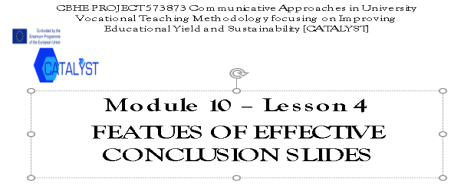 CBHE PROJECT573873 Communicative Approaches in University
Vocational Teaching Methodology focusing on Improving
Educational Yield and Sustainability [CATALYST]
Co-funded by the
Erasmus+ Programme
of the European Union
CATALYST
Module 10 – Lesson 4
FEATUES OF EFFECTIVE
CONCLUSION SLIDES